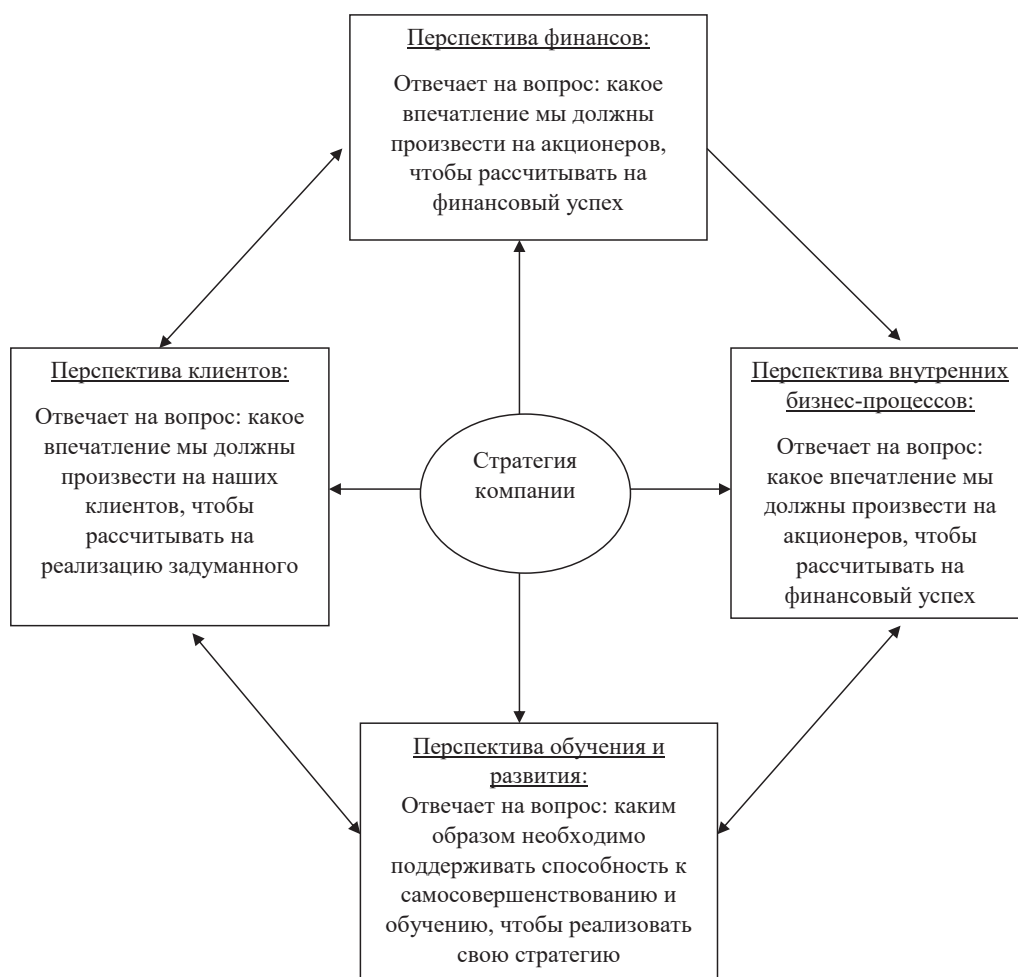 Перспектива финансов:
Отвечает на вопрос: какое
впечатление мы должны
произвести на акционеров,
чтобы рассчитывать на
финансовый успех
Перспектива клиентов:
Отвечает на вопрос: какое
впечатление мы должны
произвести на наших
клиентов, чтобы
рассчитывать на
реализацию задуманного
Стратегия
компании
Перспектива внутренних
бизнес-процессов:
Отвечает на вопрос:
какое впечатление мы
должны произвести на
акционеров, чтобы
рассчитывать на
финансовый успех
Перспектива обучения и
развития:
Отвечает на вопрос: каким
образом необходимо
поддерживать способность к
самосовершенствованию и
обучению, чтобы реализовать
свою стратегию